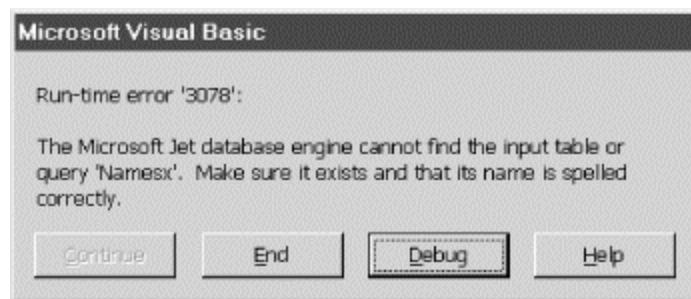 Microsoft Visual Basic
Run-time error '3078':
The Microsoft Jet database engine cannot find the input table or
query 'Namesx'. Make sure it exists and that its name is spelled
correctly.
Continue End Debug Help